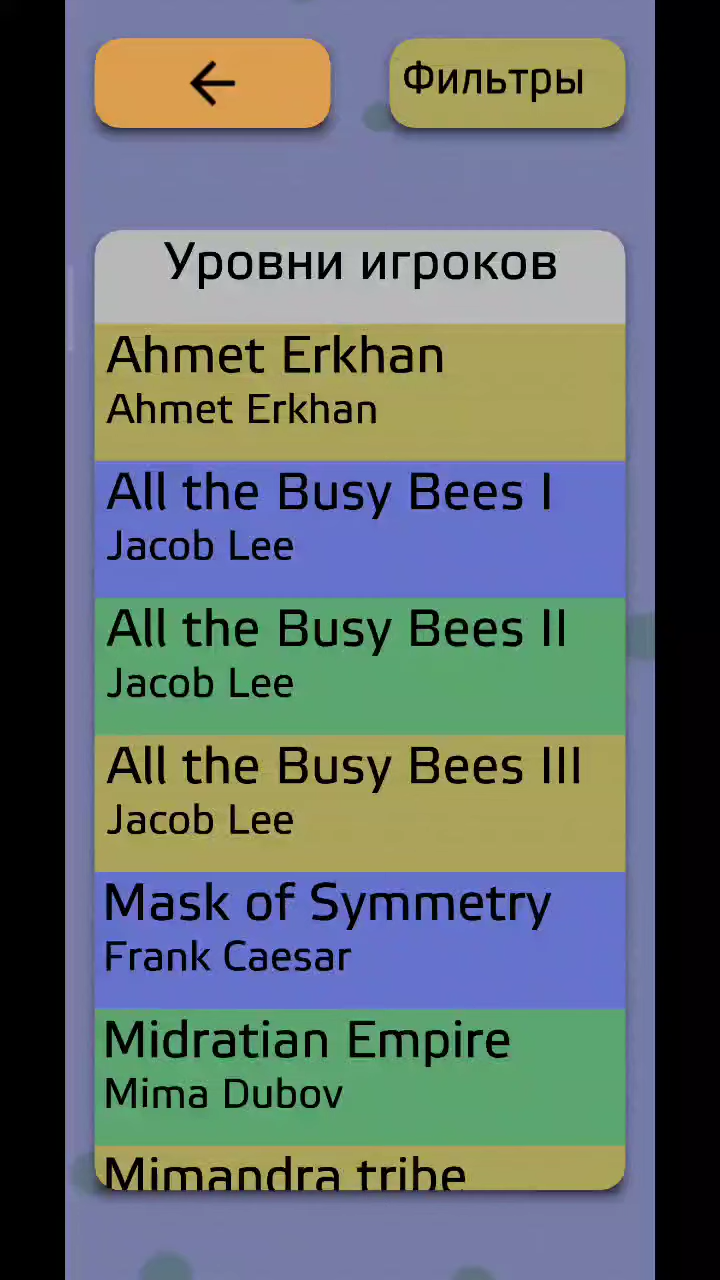 Фильтры
Уровни игроков
Ahmet Erkhan
Ahmet Erkhan
All the Busy Bees I
Jacob Lee
All the Busy Bees II
Jacob Lee
All the Busy Bees III
Jacob Lee
Mask of Symmetry
Frank Caesar
Midratian Empire
Mima Dubov
Mimandra tribe